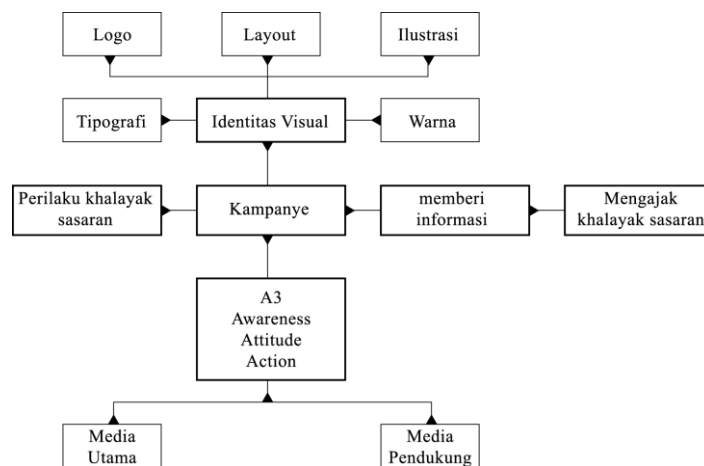 Logo
Layout
Ilustrasi
Tipografi
Identitas Visual
Warna
Perilaku khalayak
sasaran
Kampanye
memberi
informasi
Mengajak
khalayak sasaran
A3
Awareness
Attitude
Action
Media
Utama
Media
Pendukung